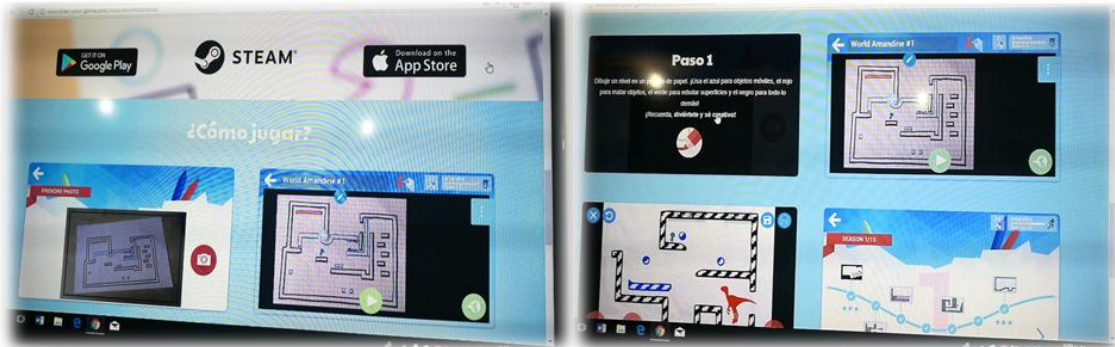 GET IT ON
Google Play
STEAM
Download on the
App Store
¿Cómo jugar?
PRENDRE PHOTO
World Amandine #1
Paso 1
Dibuje un nivel en un de papel. ¡Usa el azul para objetos móviles, el rojo
para matar objetos, el verde para rebotar superficies y el negro para todo lo
demás!
¡Recuerda, diviértete y sé creativo!
World Amandine #1
SEASON 1/15
1